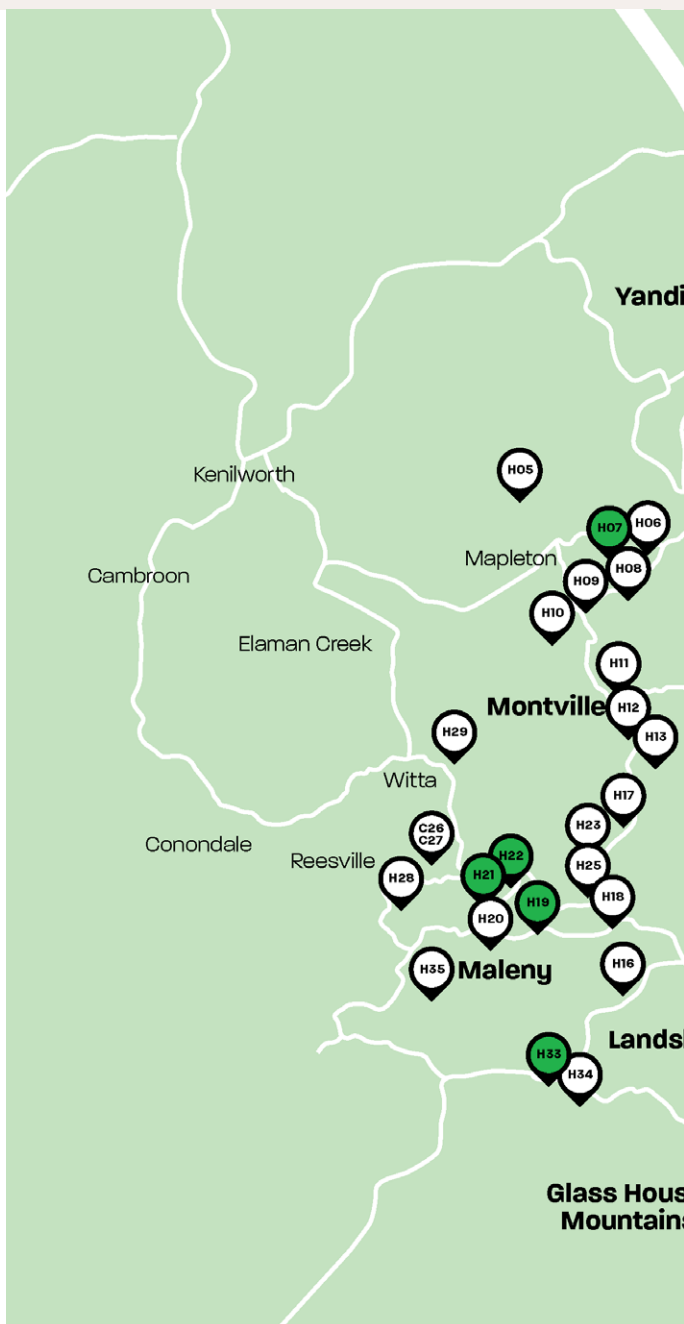 Yandi
Kenilworth
H05
H07
H06
Mapleton
H08
Cambroon
H09
H10
Elaman Creek
H11
Montville
H12
H29
H13
Witta
H17
C26
C27
H23
Conondale
Reesville
H22
H25
H28
H21
H18
H19
H20
H35
Maleny
H16
Lands
H33
H34
Glass Hous
Mountains